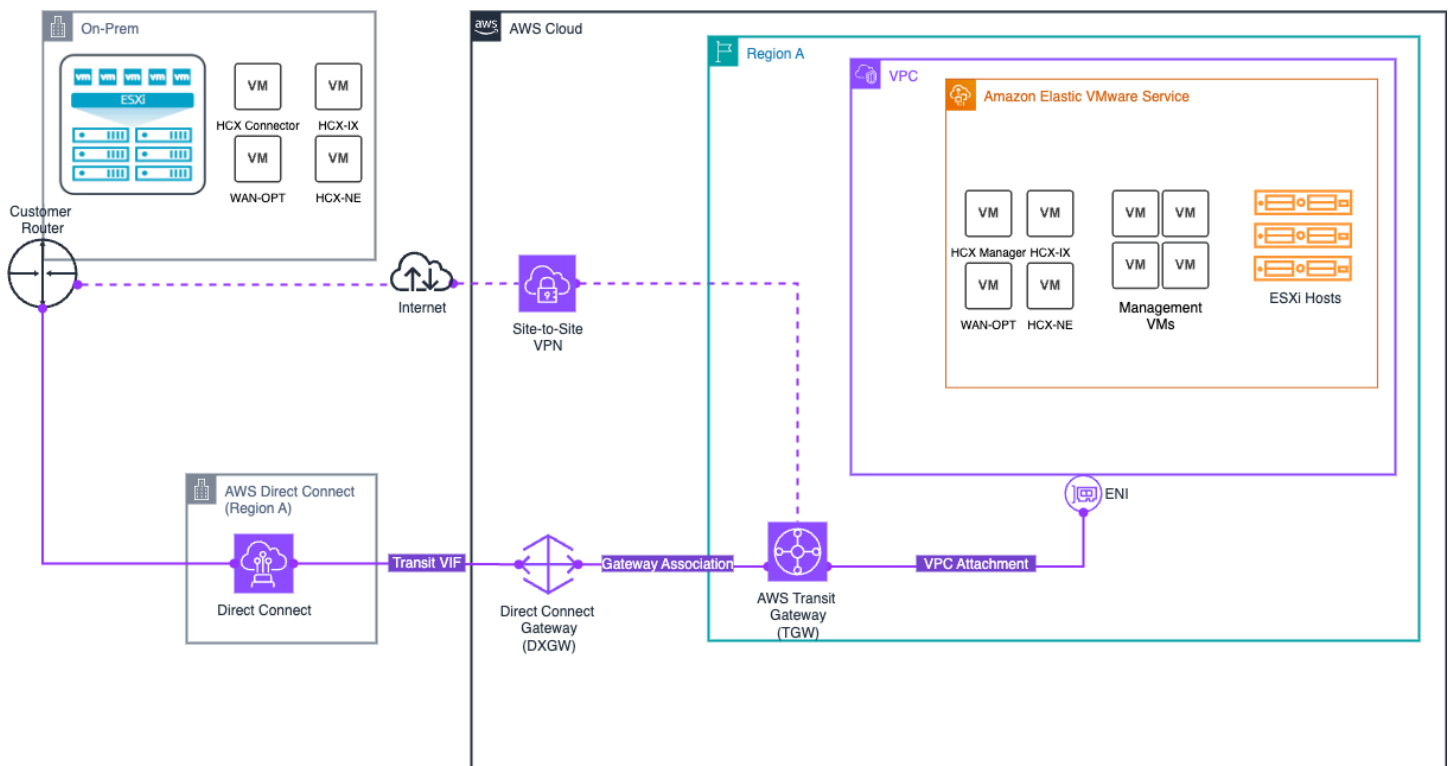 On-Prem
vm vm vm vm vm
ESXi
VM
VM
HCX Connector
HCX-IX
VM
VM
WAN-OPT
HCX-NE
Customer
Router
Internet
aws
AWS Cloud
Site-to-Site
VPN
Region A
VPC
Amazon Elastic VMware Service
VM
VM
HCX Manager
HCX-IX
VM
VM
WAN-OPT
HCX-NE
VM
VM
VM
VM
Management
VMs
ESXi Hosts
ENI
AWS Direct Connect
(Region A)
Direct Connect
Transit VIF
Direct Connect
Gateway
(DXGW)
Gateway Association
AWS Transit
Gateway
(TGW)
VPC Attachment